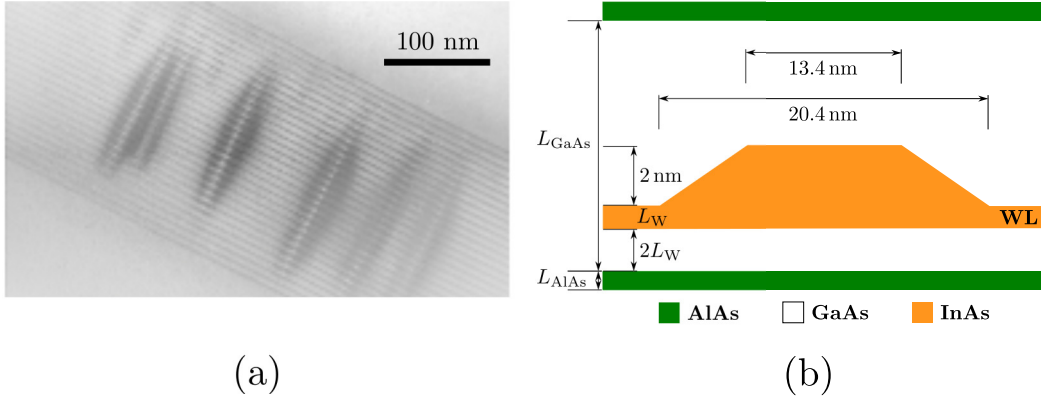 100 nm
13.4 nm
20.4 nm
L_GaAs
2 nm
L_W
WL
2L_W
L_AlAs
AlAs GaAs InAs
(a) (b)